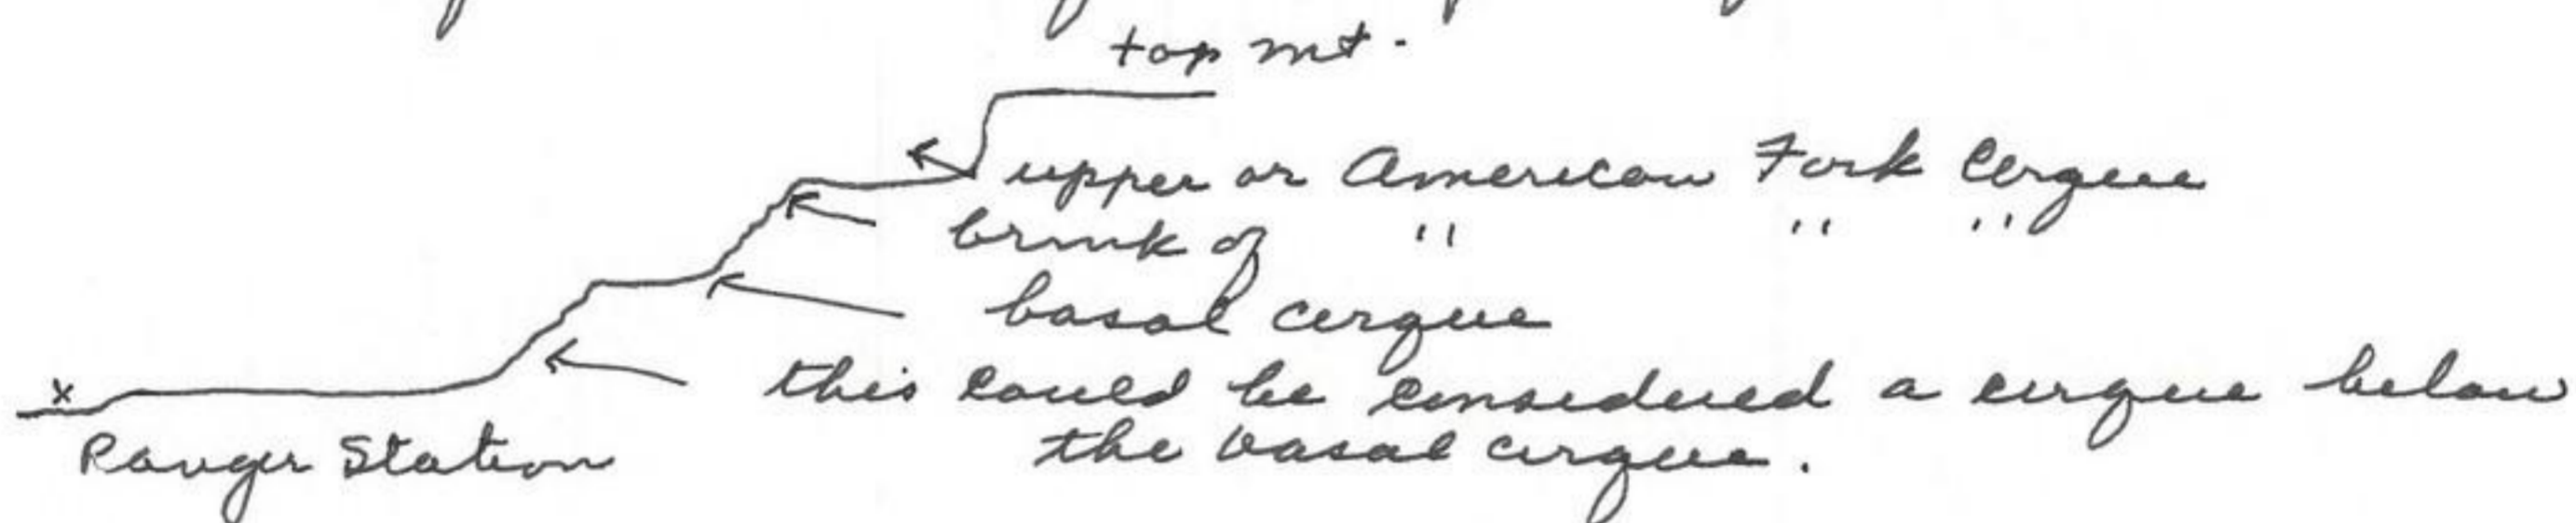 top mt.
upper or American Fork Cirque
brink of " " "
basal cirque
this could be considered a cirque below
the basal cirque.
x
Ranger Station